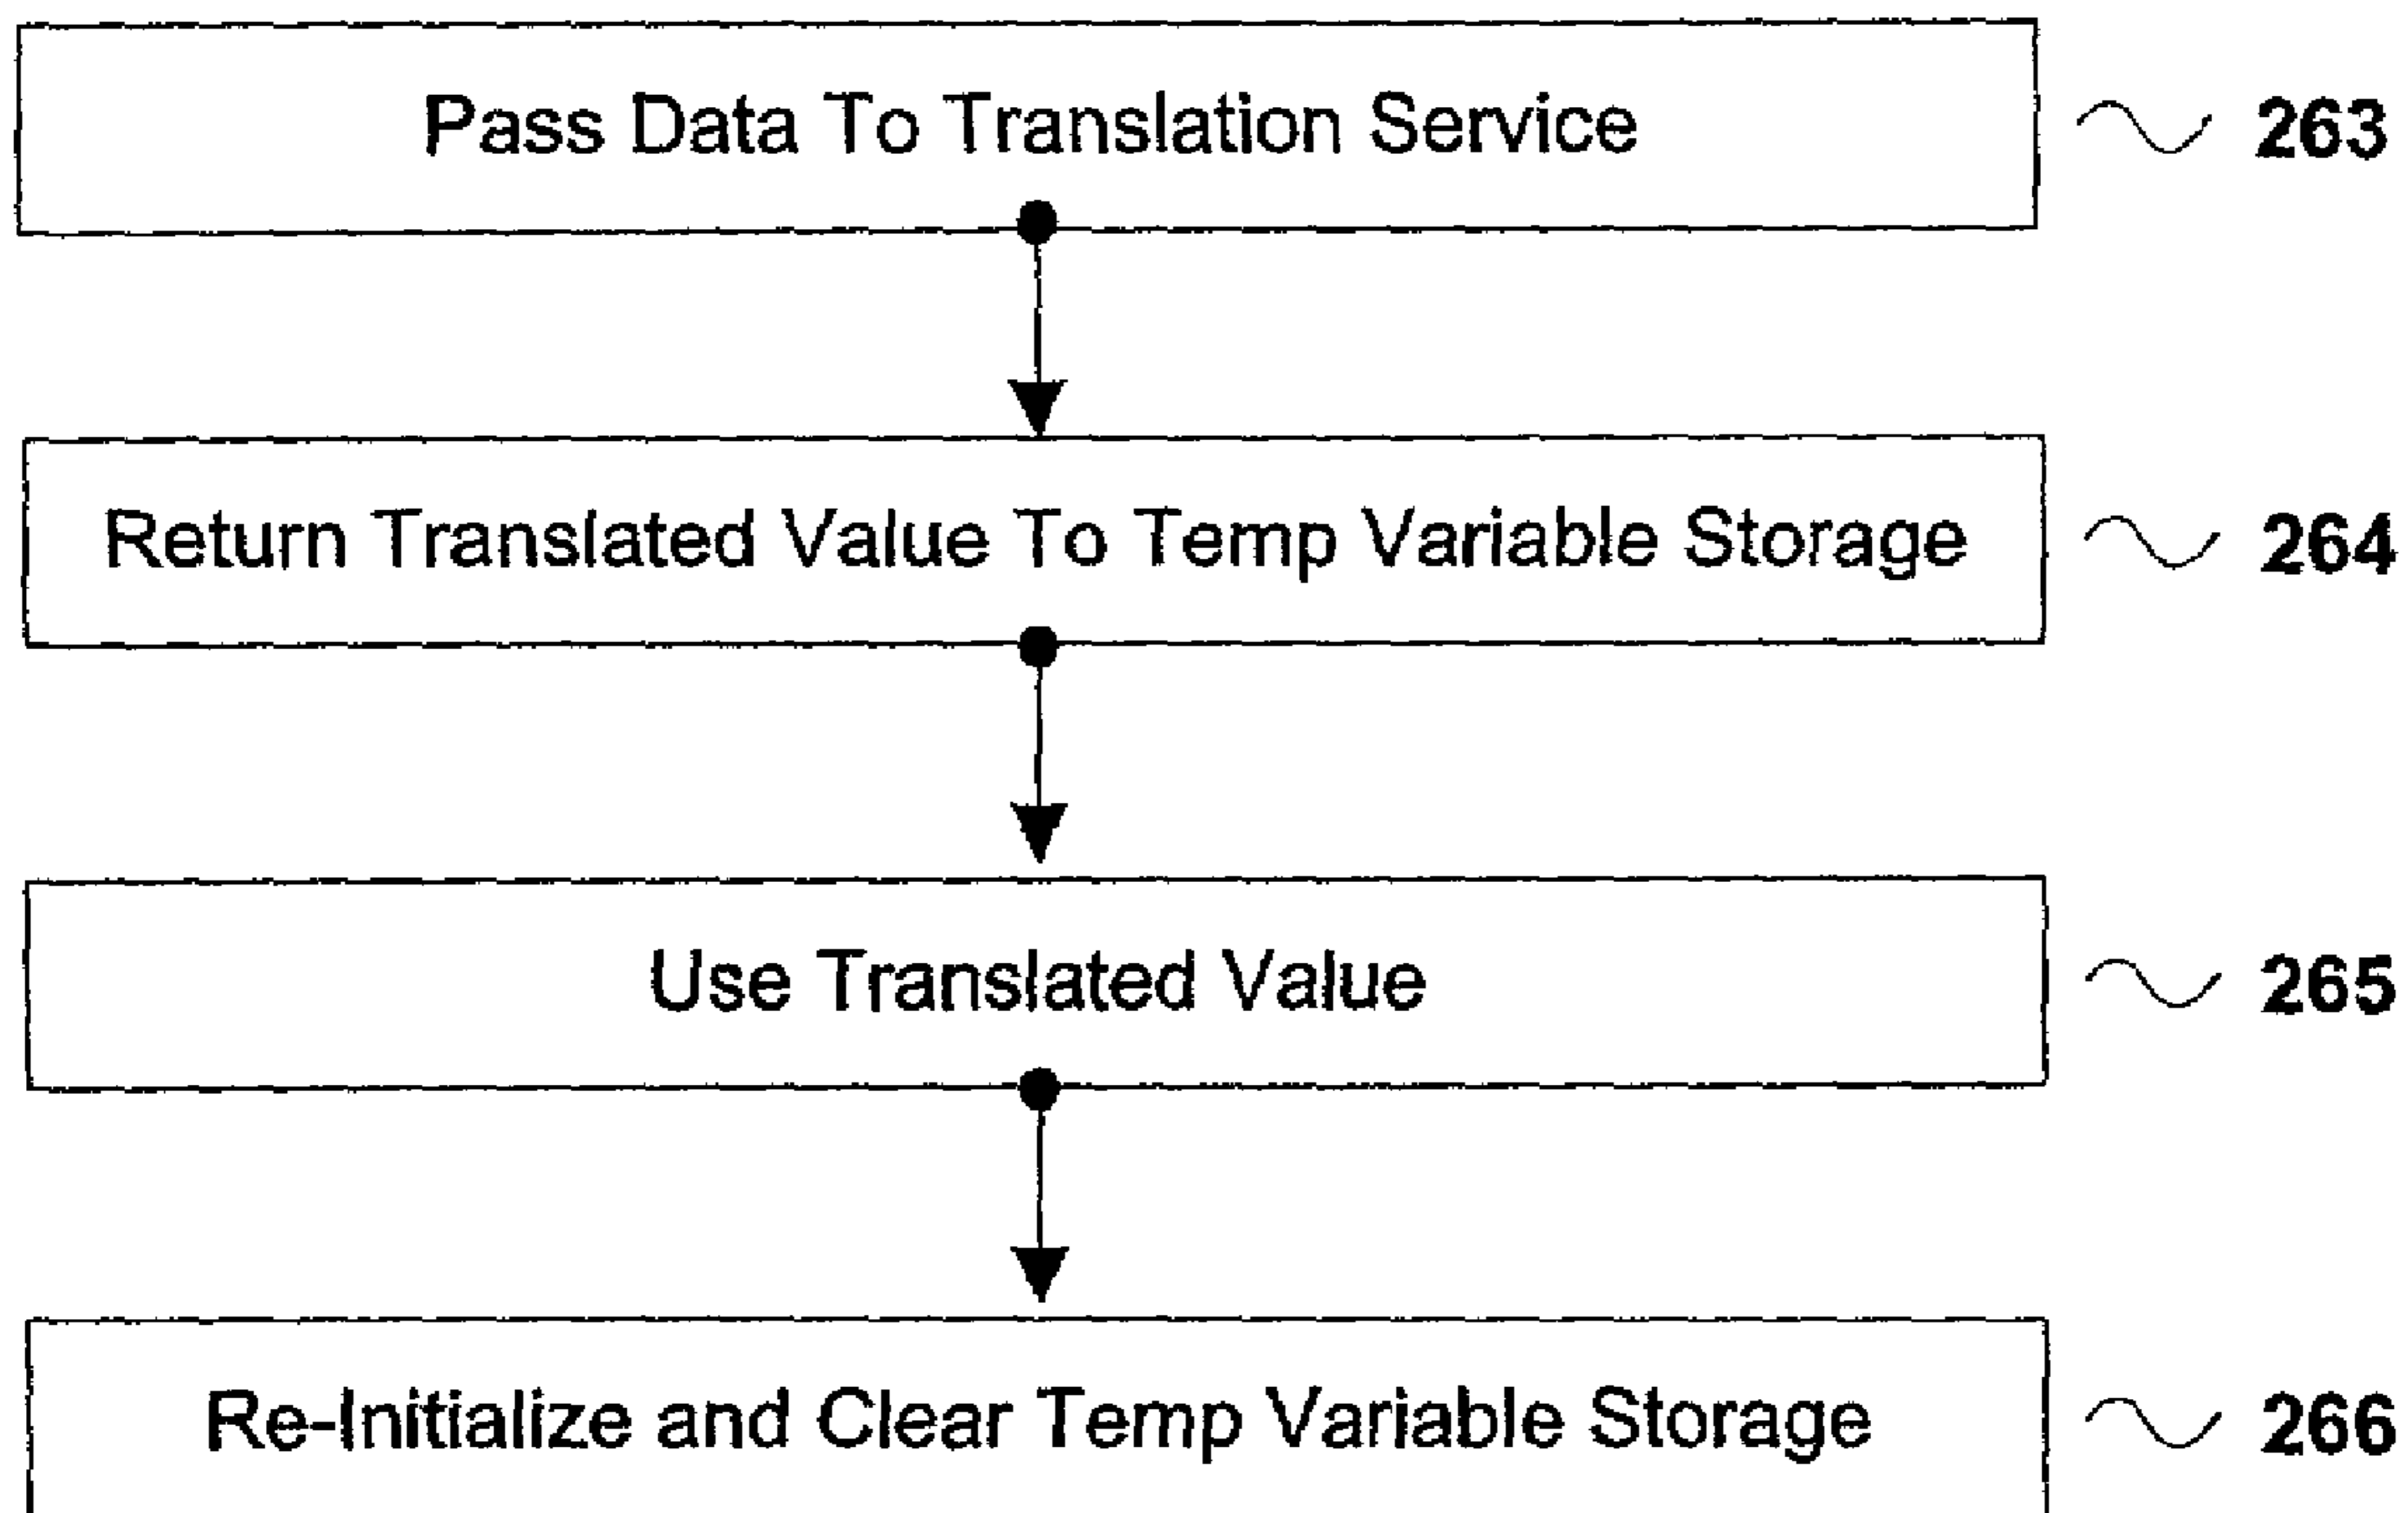 Pass Data To Translation Service 263
Return Translated Value To Temp Variable Storage 264
Use Translated Value 265
Re-Initialize and Clear Temp Variable Storage 266